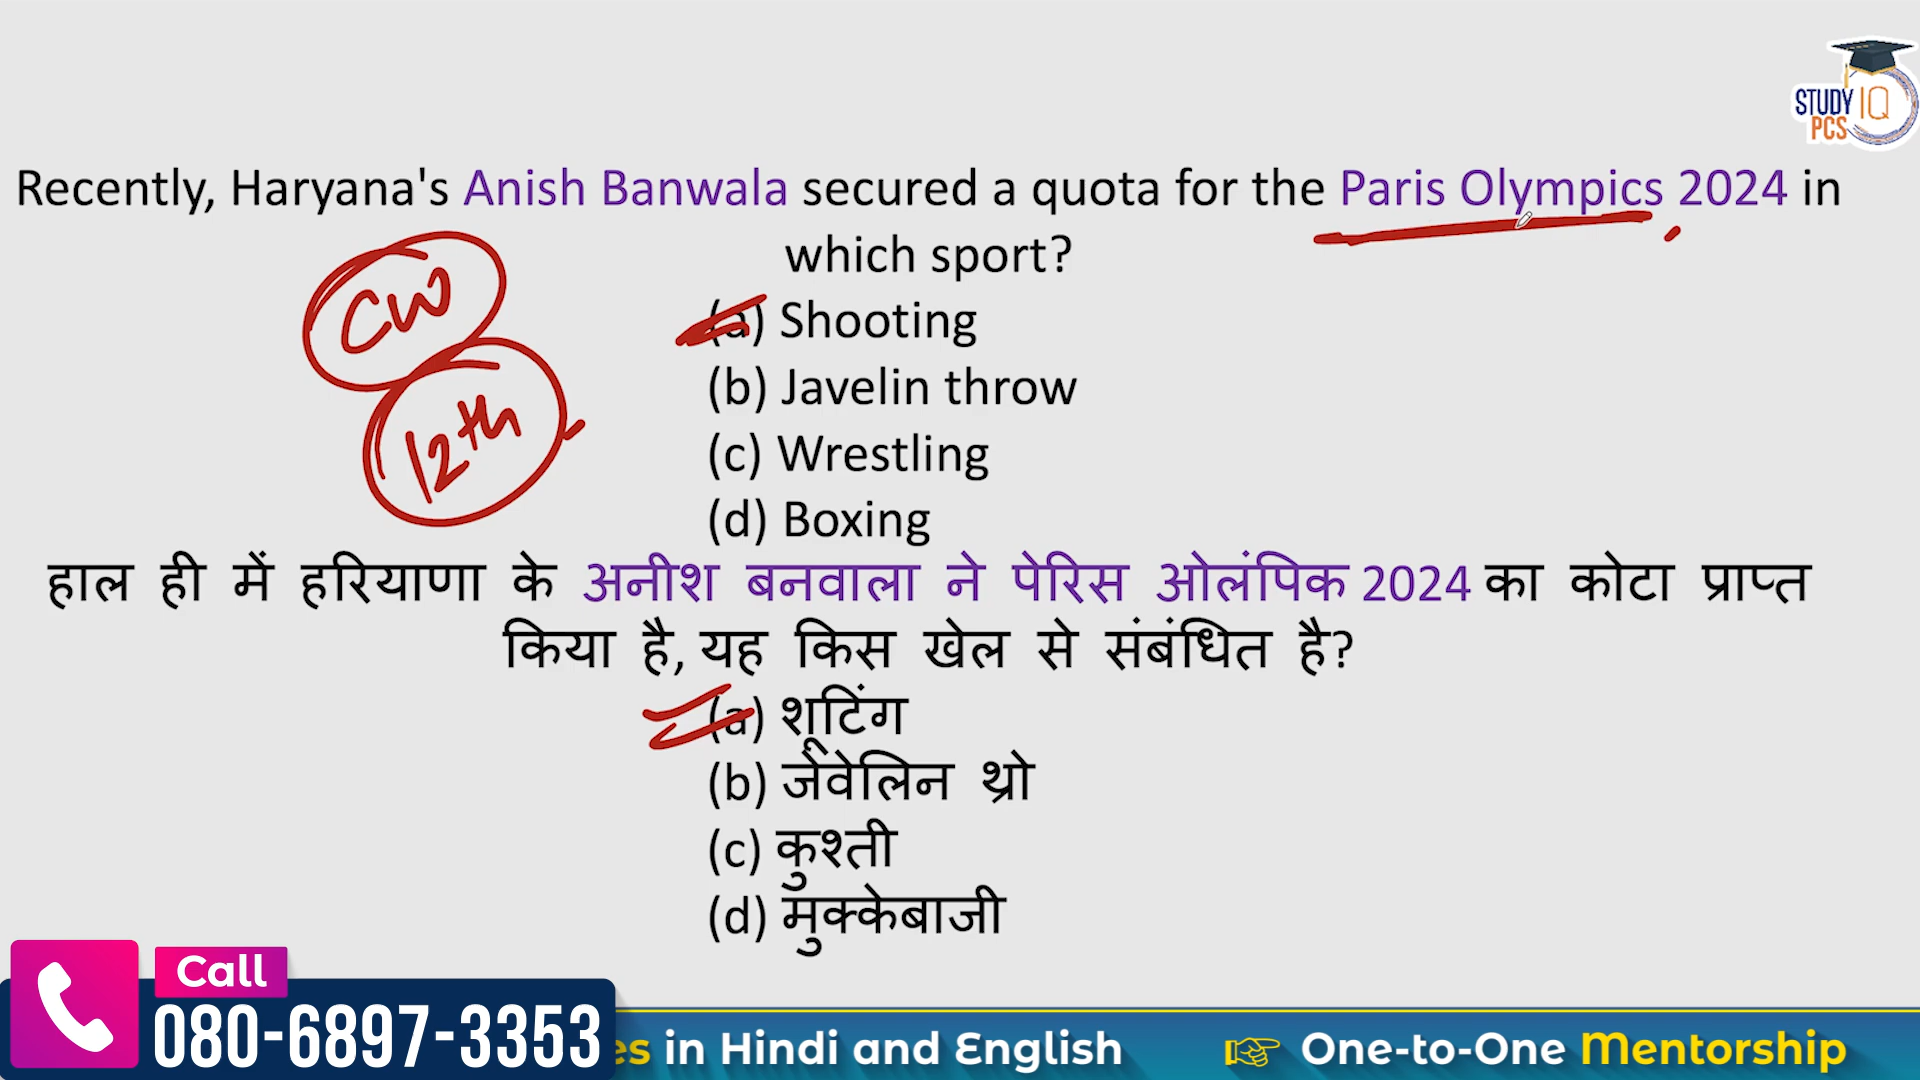 STUDY IQ
PCS
Recently, Haryana's Anish Banwala secured a quota for the Paris Olympics 2024 in
which sport?
CW
12th
(a) Shooting
(b) Javelin throw
(c) Wrestling
(d) Boxing
हाल ही में हरियाणा के अनीश बनवाला ने पेरिस ओलंपिक 2024 का कोटा प्राप्त
किया है, यह किस खेल से संबंधित है?
(a) शूटिंग
(b) जेवेलिन थ्रो
(c) कुश्ती
(d) मुक्केबाजी
Call
080-6897-3353
es in Hindi and English
One-to-One Mentorship